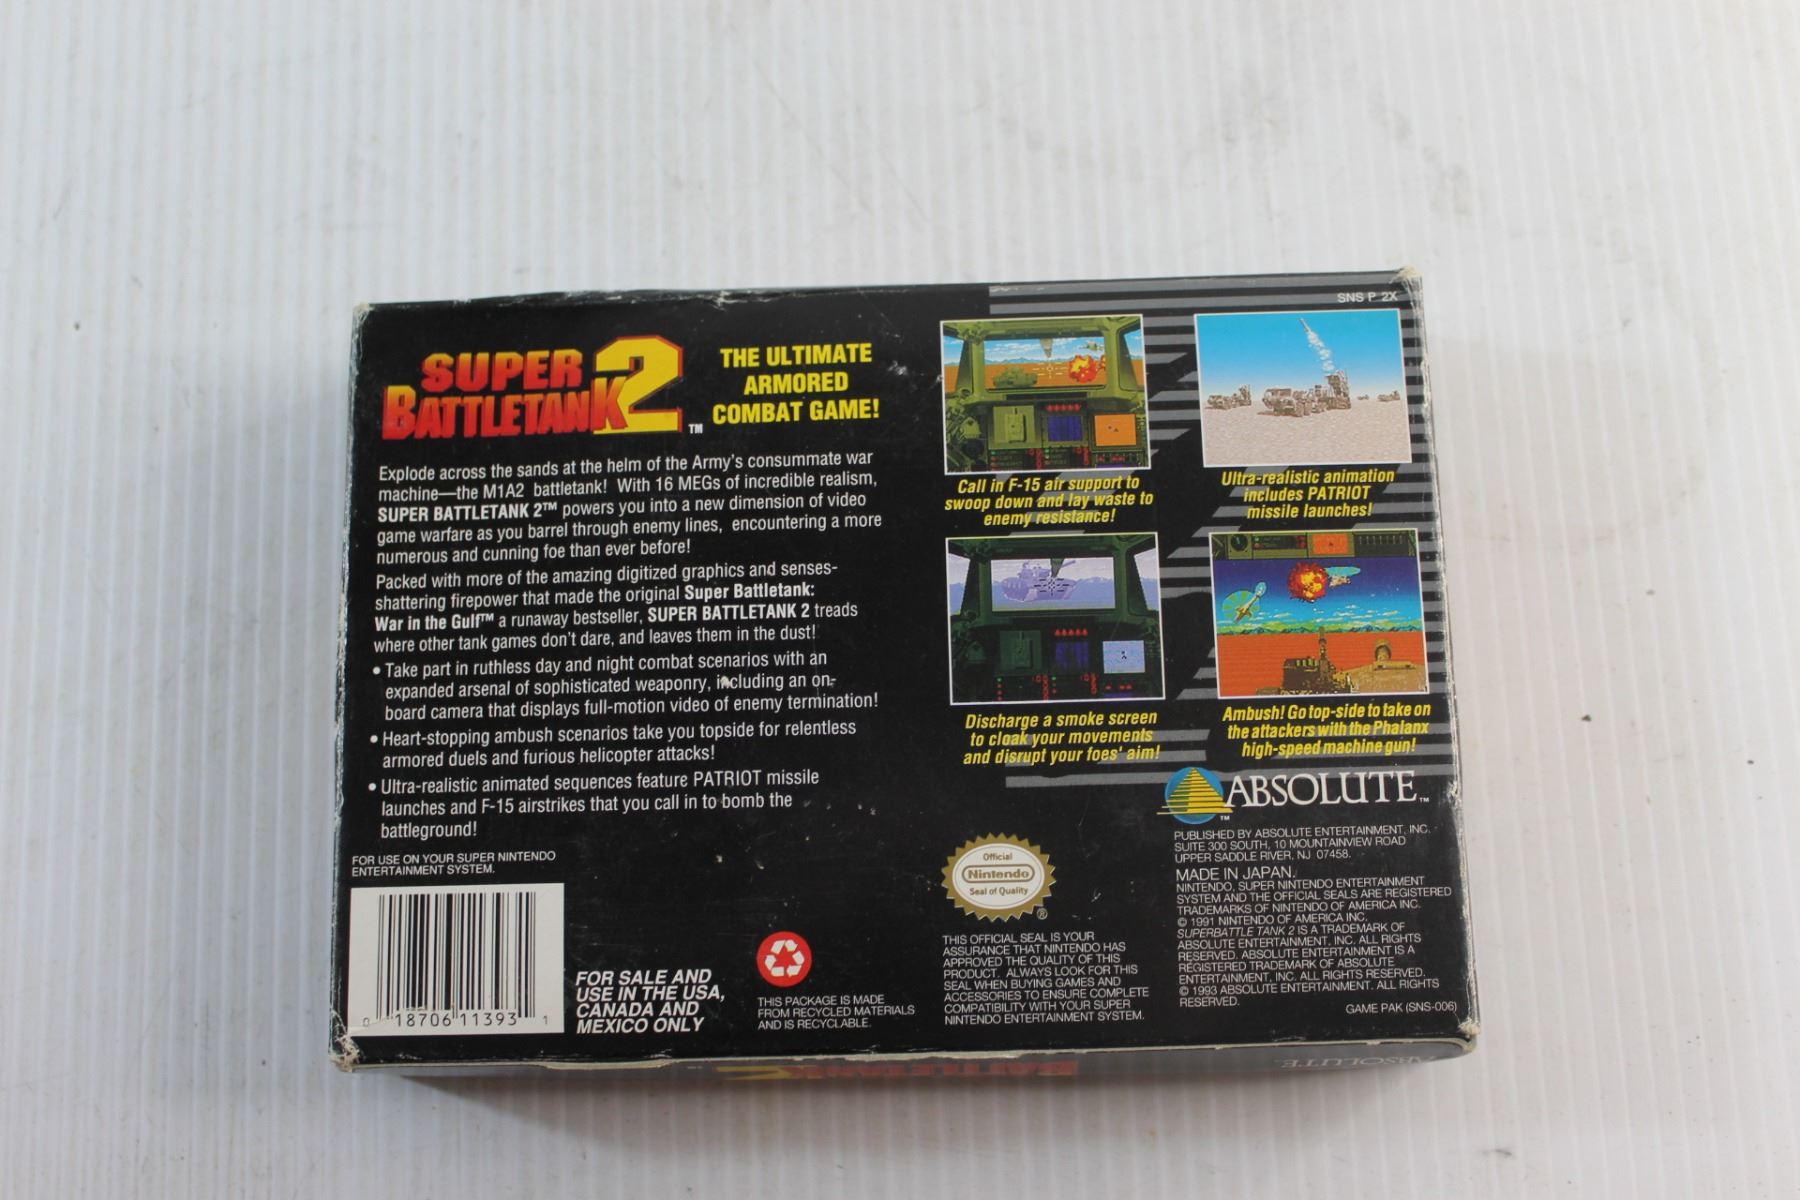 SNS P 2X
SUPER
BATTLETANK 2 ™
THE ULTIMATE
ARMORED
COMBAT GAME!
Explode across the sands at the helm of the Army's consummate war
machine—the M1A2 battletank! With 16 MEGs of incredible realism,
SUPER BATTLETANK 2™ powers you into a new dimension of video
game warfare as you barrel through enemy lines, encountering a more
numerous and cunning foe than ever before!
Packed with more of the amazing digitized graphics and senses-
shattering firepower that made the original Super Battletank:
War in the Gulf™ a runaway bestseller, SUPER BATTLETANK 2 treads
where other tank games don't dare, and leaves them in the dust!
• Take part in ruthless day and night combat scenarios with an
expanded arsenal of sophisticated weaponry, including an on-
board camera that displays full-motion video of enemy termination!
• Heart-stopping ambush scenarios take you topside for relentless
armored duels and furious helicopter attacks!
• Ultra-realistic animated sequences feature PATRIOT missile
launches and F-15 airstrikes that you call in to bomb the
battleground!
FOR USE ON YOUR SUPER NINTENDO
ENTERTAINMENT SYSTEM.
0 18706 11393 1
FOR SALE AND
USE IN THE USA,
CANADA AND
MEXICO ONLY
THIS PACKAGE IS MADE
FROM RECYCLED MATERIALS
AND IS RECYCLABLE.
Call in F-15 air support to
swoop down and lay waste to
enemy resistance!
Ultra-realistic animation
includes PATRIOT
missile launches!
Discharge a smoke screen
to cloak your movements
and disrupt your foes' aim!
Ambush! Go top-side to take on
the attackers with the Phalanx
high-speed machine gun!
Official
Nintendo
Seal of Quality
®
THIS OFFICIAL SEAL IS YOUR
ASSURANCE THAT NINTENDO HAS
APPROVED THE QUALITY OF THIS
PRODUCT. ALWAYS LOOK FOR THIS
SEAL WHEN BUYING GAMES AND
ACCESSORIES TO ENSURE COMPLETE
COMPATIBILITY WITH YOUR SUPER
NINTENDO ENTERTAINMENT SYSTEM.
ABSOLUTE™
TM
PUBLISHED BY ABSOLUTE ENTERTAINMENT, INC.
SUITE 300 SOUTH, 10 MOUNTAINVIEW ROAD
UPPER SADDLE RIVER, NJ 07458.
MADE IN JAPAN.
NINTENDO, SUPER NINTENDO ENTERTAINMENT
SYSTEM AND THE OFFICIAL SEALS ARE REGISTERED
TRADEMARKS OF NINTENDO OF AMERICA INC.
© 1991 NINTENDO OF AMERICA INC.
SUPERBATTLE TANK 2 IS A TRADEMARK OF
ABSOLUTE ENTERTAINMENT, INC. ALL RIGHTS
RESERVED. ABSOLUTE ENTERTAINMENT IS A
REGISTERED TRADEMARK OF ABSOLUTE
ENTERTAINMENT, INC. ALL RIGHTS RESERVED.
© 1993 ABSOLUTE ENTERTAINMENT. ALL RIGHTS
RESERVED.
GAME PAK (SNS-006)
BATTLETANK 2
ABSOLUTE